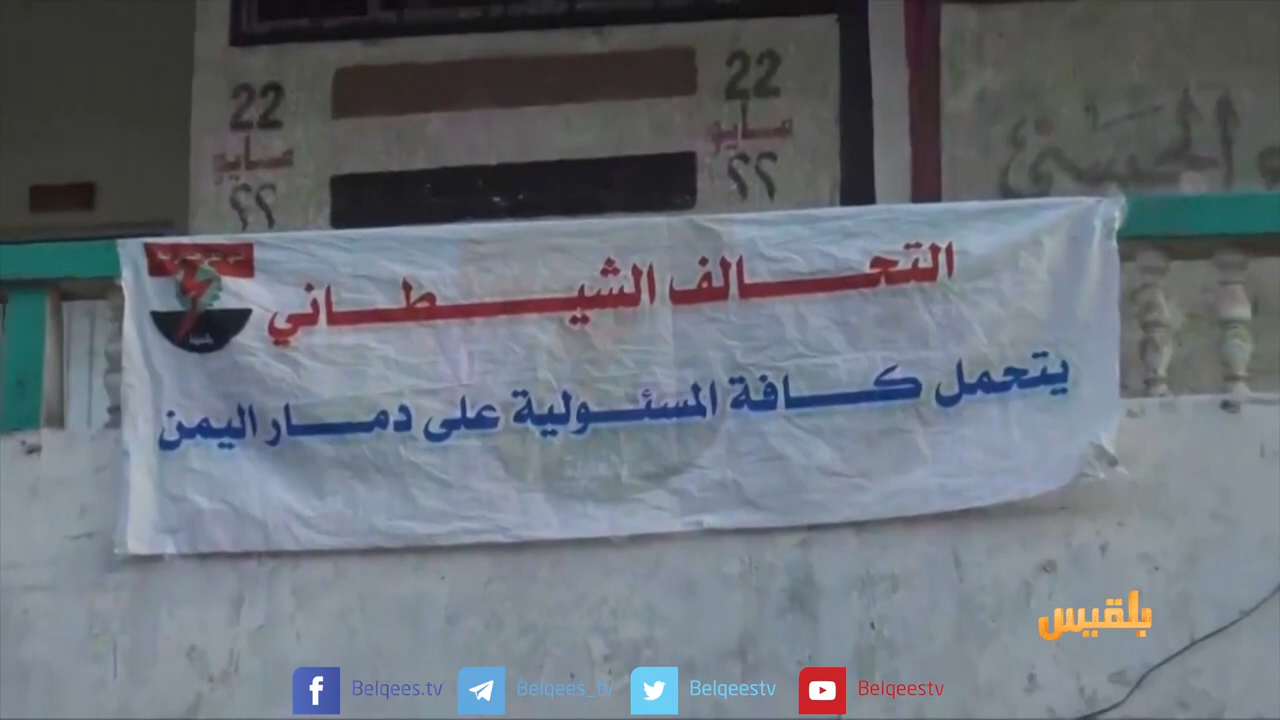 22
مايو
٢٢
22
مايو
٢٢
الحسني
التحالف الشيطاني
يتحمل كافة المسئولية على دمار اليمن
بلقيس
Belqees.tv
Belqees_tv
Belqeestv
Belqeestv